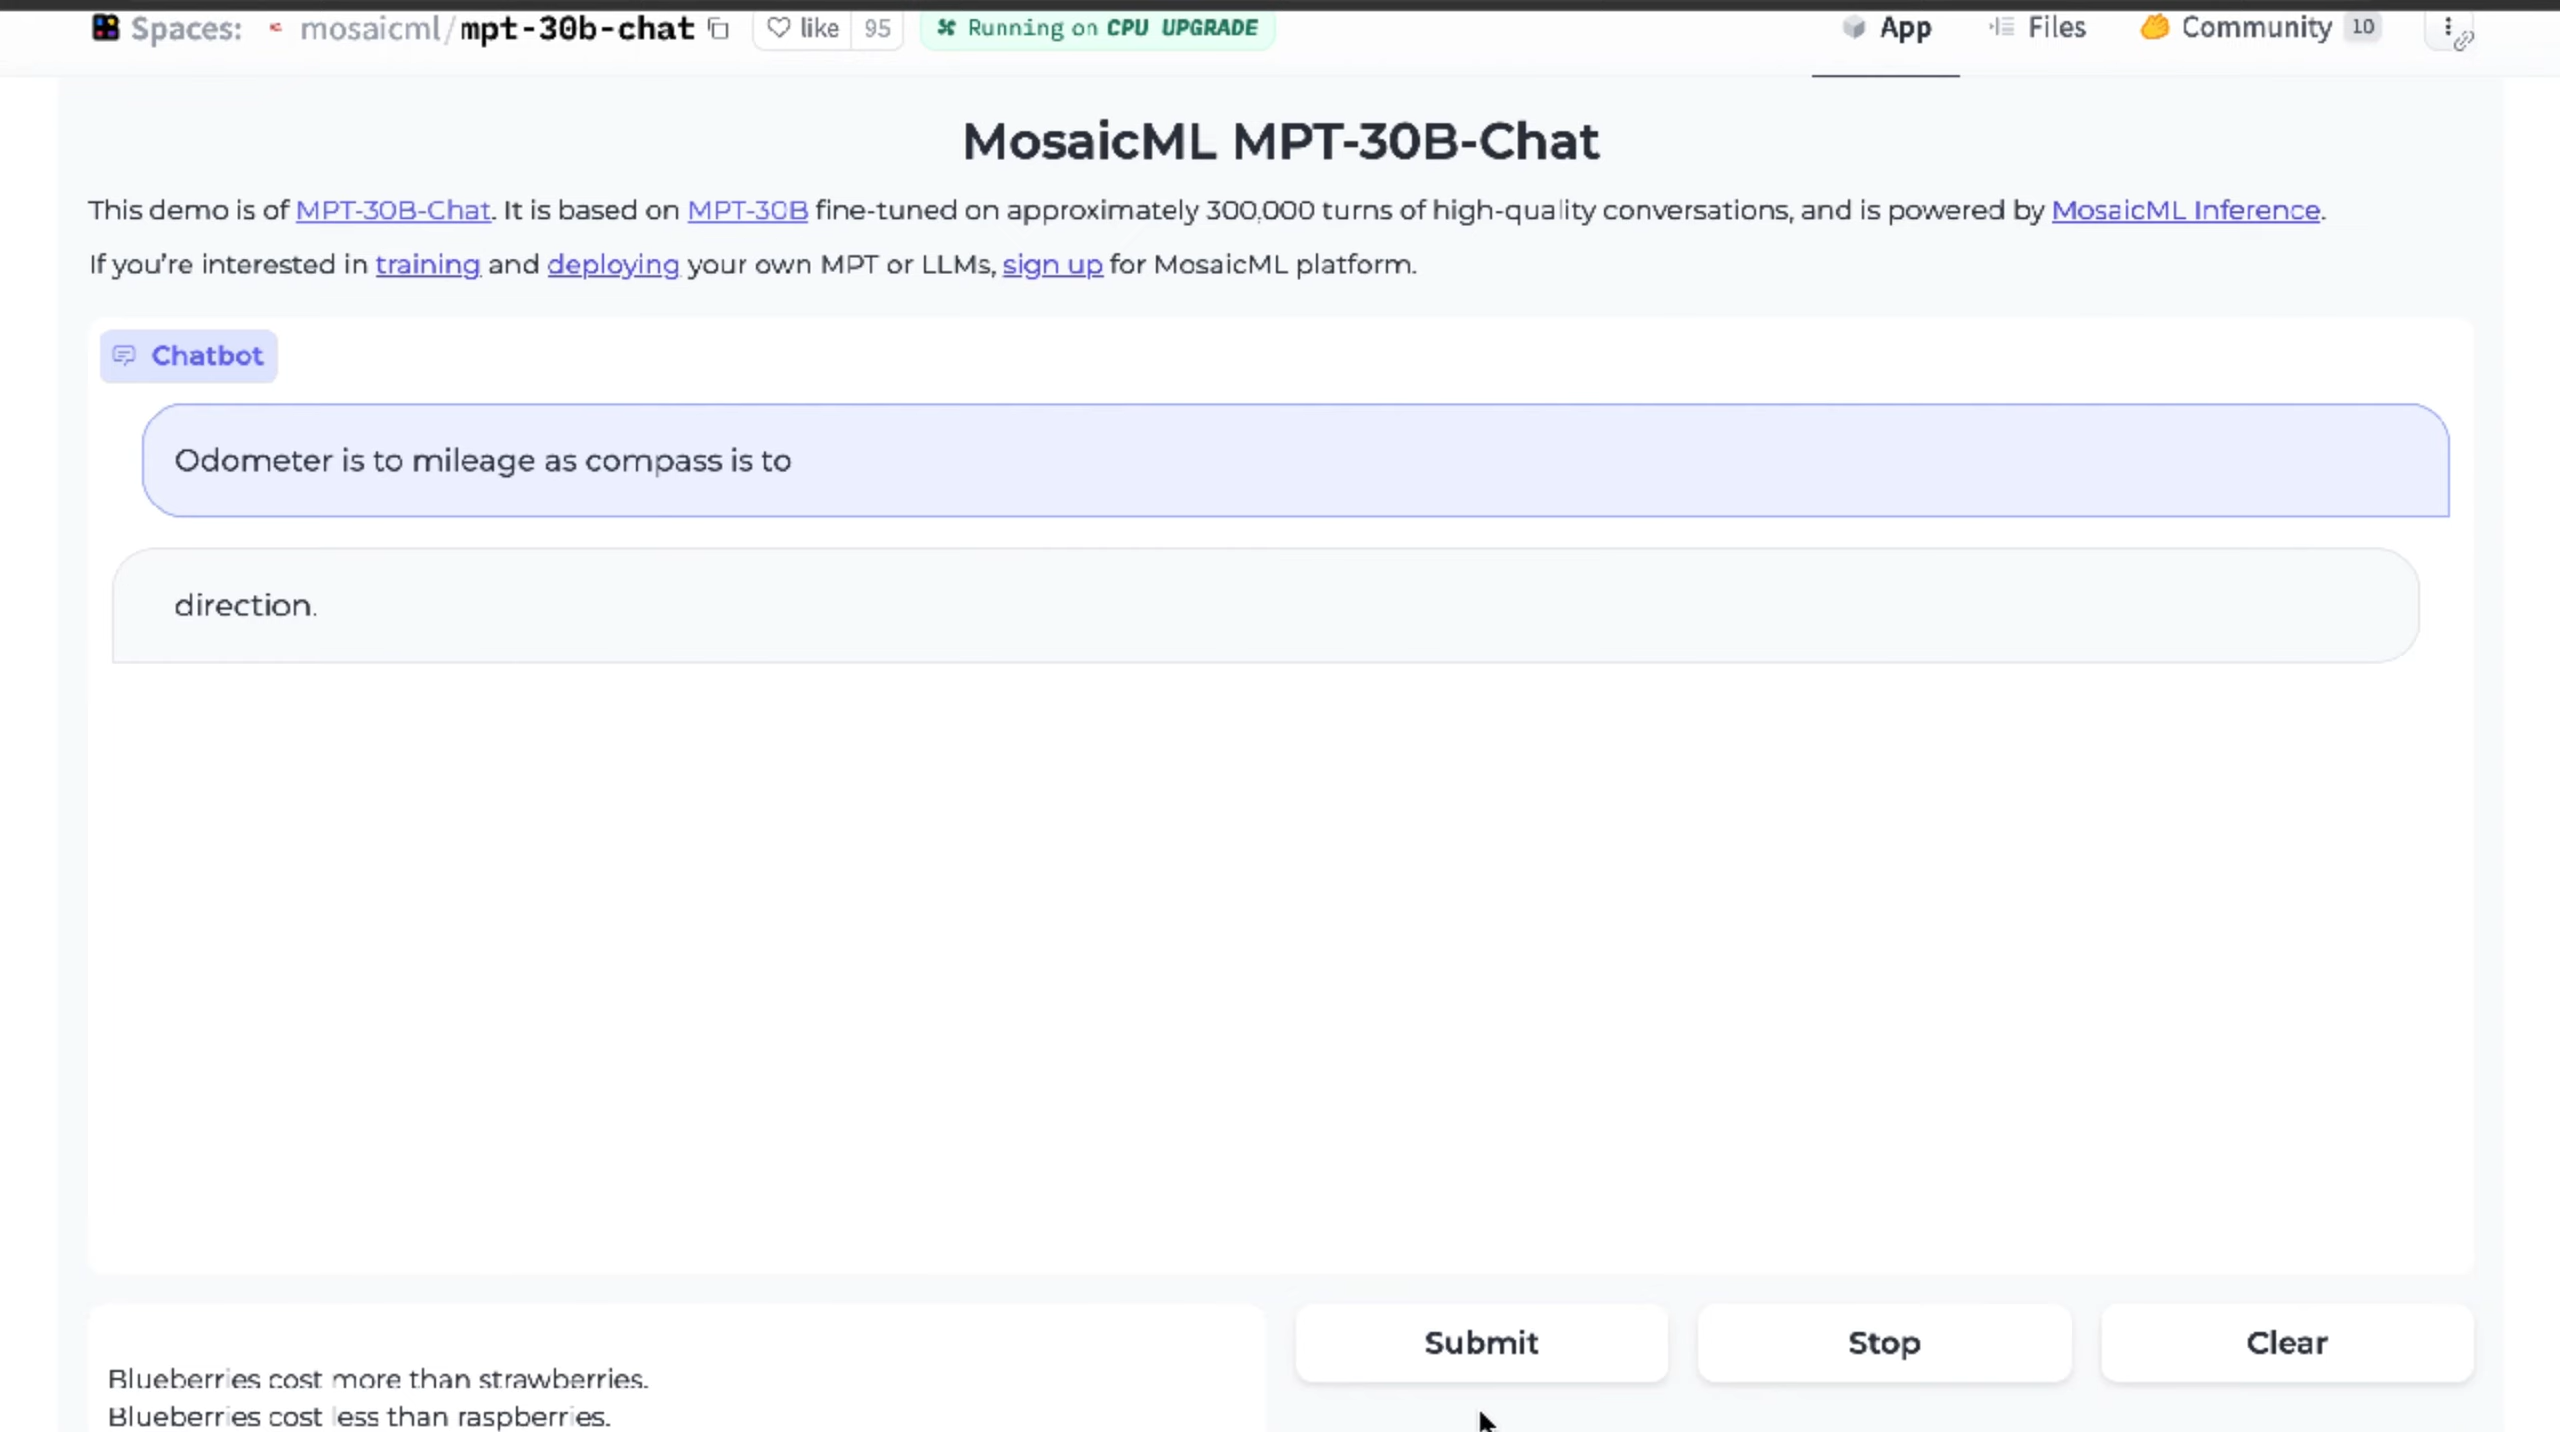 Spaces: mosaicml/mpt-30b-chat like 95 Running on CPU UPGRADE App Files Community 10
MosaicML MPT-30B-Chat
This demo is of MPT-30B-Chat. It is based on MPT-30B fine-tuned on approximately 300,000 turns of high-quality conversations, and is powered by MosaicML Inference.
If you're interested in training and deploying your own MPT or LLMs, sign up for MosaicML platform.
Chatbot
Odometer is to mileage as compass is to
direction.
Submit Stop Clear
Blueberries cost more than strawberries.
Blueberries cost less than raspberries.